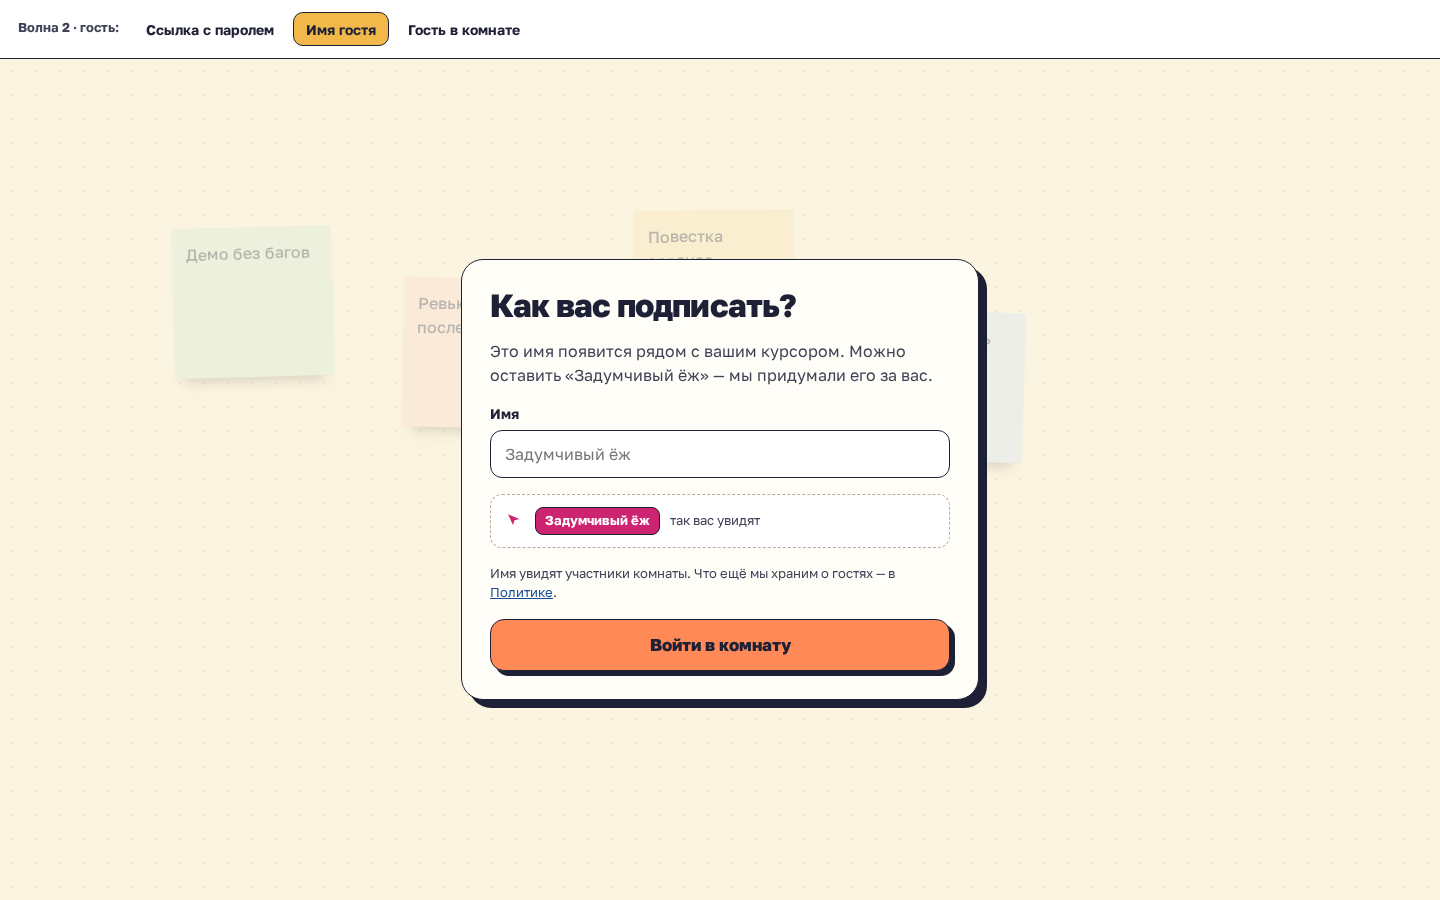 Волна 2 · гость:
Ссылка с паролем
Имя гостя
Гость в комнате
Демо без багов
Повестка
Как вас подписать?
Это имя появится рядом с вашим курсором. Можно
оставить «Задумчивый ёж» — мы придумали его за вас.
Имя
Задумчивый ёж
Задумчивый ёж
так вас увидят
Имя увидят участники комнаты. Что ещё мы храним о гостях — в
Политике.
Войти в комнату